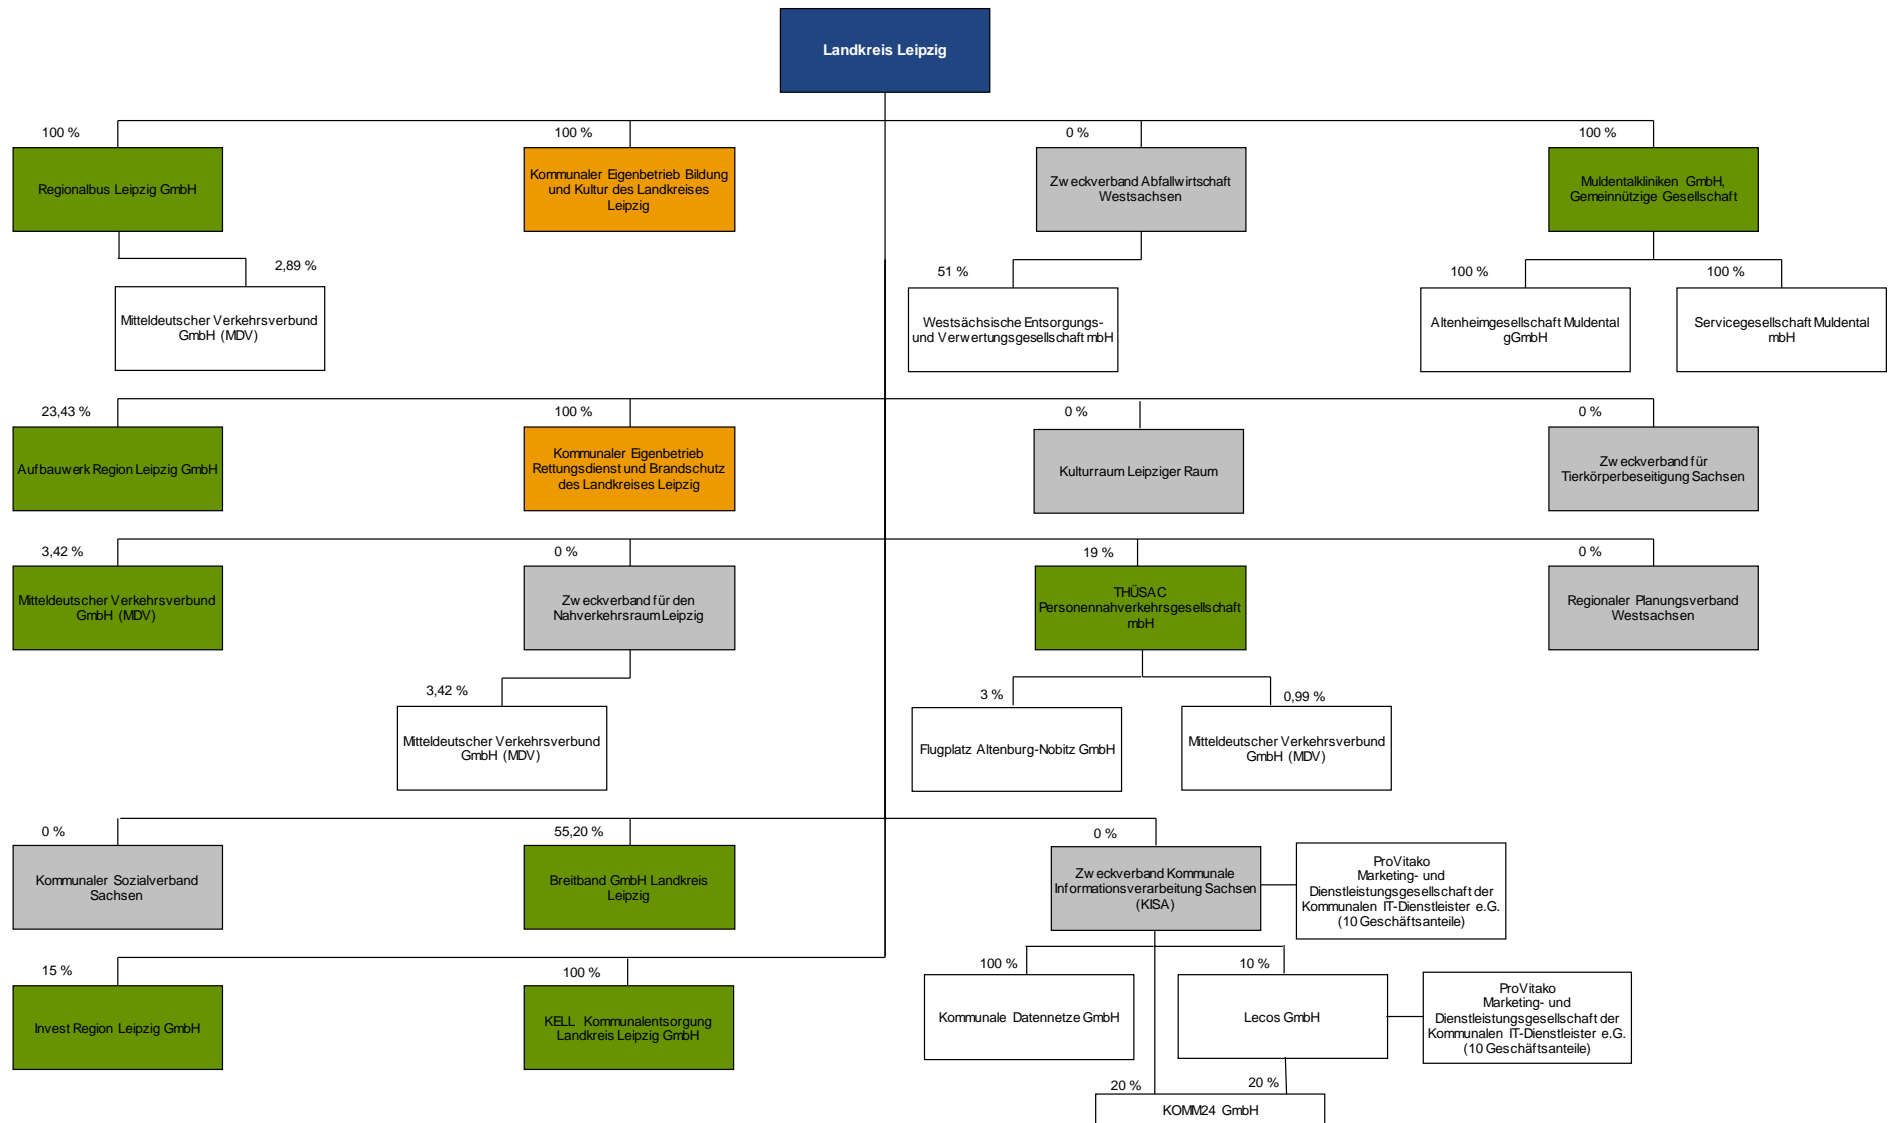 Landkreis Leipzig
100 %
100 %
0 %
100 %
Regionalbus Leipzig GmbH
Kommunaler Eigenbetrieb Bildung
und Kultur des Landkreises
Leipzig
Zweckverband Abfallwirtschaft
Westsachsen
Muldentalkliniken GmbH,
Gemeinnützige Gesellschaft
2,89 %
51 %
100 %
100 %
Mitteldeutscher Verkehrsverbund
GmbH (MDV)
Westsächsische Entsorgungs-
und Verwertungsgesellschaft mbH
Altenheimgesellschaft Muldental
gGmbH
Servicegesellschaft Muldental
mbH
23,43 %
100 %
0 %
0 %
Aufbauwerk Region Leipzig GmbH
Kommunaler Eigenbetrieb
Rettungsdienst und Brandschutz
des Landkreises Leipzig
Kulturraum Leipziger Raum
Zweckverband für
Tierkörperbeseitigung Sachsen
3,42 %
0 %
19 %
0 %
Mitteldeutscher Verkehrsverbund
GmbH (MDV)
Zweckverband für den
Nahverkehrsraum Leipzig
THÜSAC
Personennahverkehrsgesellschaft
mbH
Regionaler Planungsverband
Westsachsen
3,42 %
3 %
0,99 %
Mitteldeutscher Verkehrsverbund
GmbH (MDV)
Flugplatz Altenburg-Nobitz GmbH
Mitteldeutscher Verkehrsverbund
GmbH (MDV)
0 %
55,20 %
0 %
Kommunaler Sozialverband
Sachsen
Breitband GmbH Landkreis
Leipzig
Zweckverband Kommunale
Informationsverarbeitung Sachsen
(KISA)
ProVitako
Marketing- und
Dienstleistungsgesellschaft der
Kommunalen IT-Dienstleister e.G.
(10 Geschäftsanteile)
15 %
100 %
100 %
10 %
Invest Region Leipzig GmbH
KELL Kommunalentsorgung
Landkreis Leipzig GmbH
Kommunale Datennetze GmbH
Lecos GmbH
ProVitako
Marketing- und
Dienstleistungsgesellschaft der
Kommunalen IT-Dienstleister e.G.
(10 Geschäftsanteile)
20 %
20 %
KOMM24 GmbH